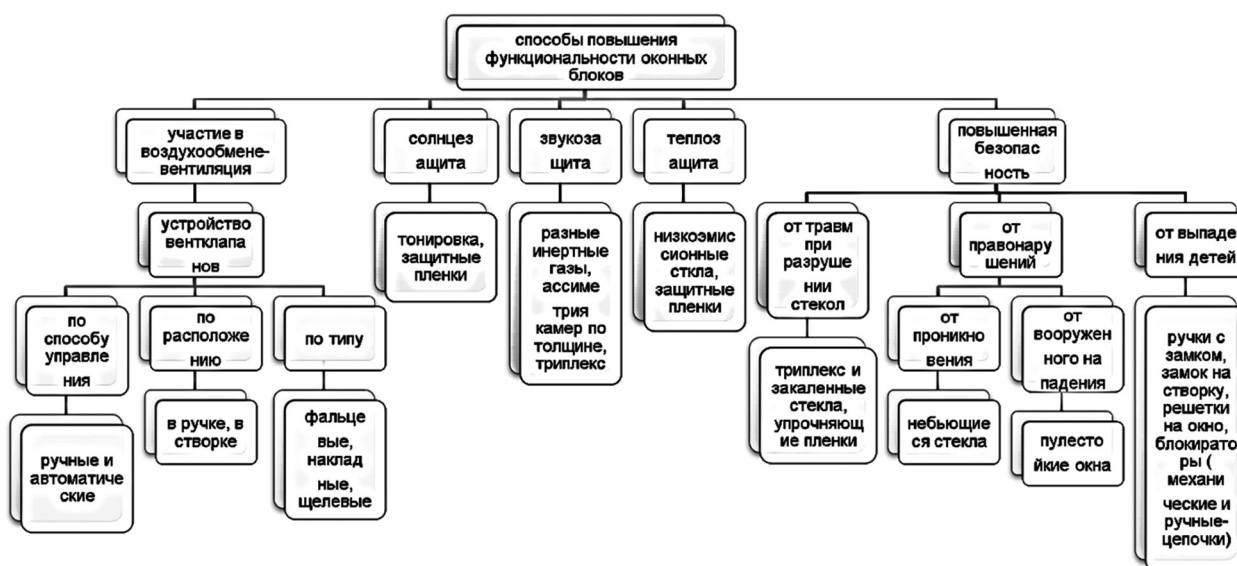 способы повышения
функциональности оконных
блоков
участие в
воздухообмене-
вентиляция
солнцез
ащита
звукоза
щита
теплоз
ащита
повышенная
безопас
ность
устройство
вентклапа
нов
тонировка,
защитные
пленки
разные
инертные
газы,
ассиме
трия
камер по
толщине,
триплекс
низкоэмис
сионные
сткла,
защитные
пленки
от травм
при
разруше
нии
стекол
от
правонару
шений
от выпаде
ния детей
по
способу
управле
ния
по
расположе
нию
по типу
от
проникно
вения
от
вооружен
ного на
падения
ручные и
автоматиче
ские
в ручке, в
створке
фальце
вые,
наклад
ные,
щелевые
триплекс и
закаленные
стекла,
упрочняющ
ие пленки
небьющие
ся стекла
пулесто
йкие окна
ручки с
замком,
замок на
створку,
решетки
на окно,
блокирато
ры (
механи
ческие и
ручные-
цепочки)